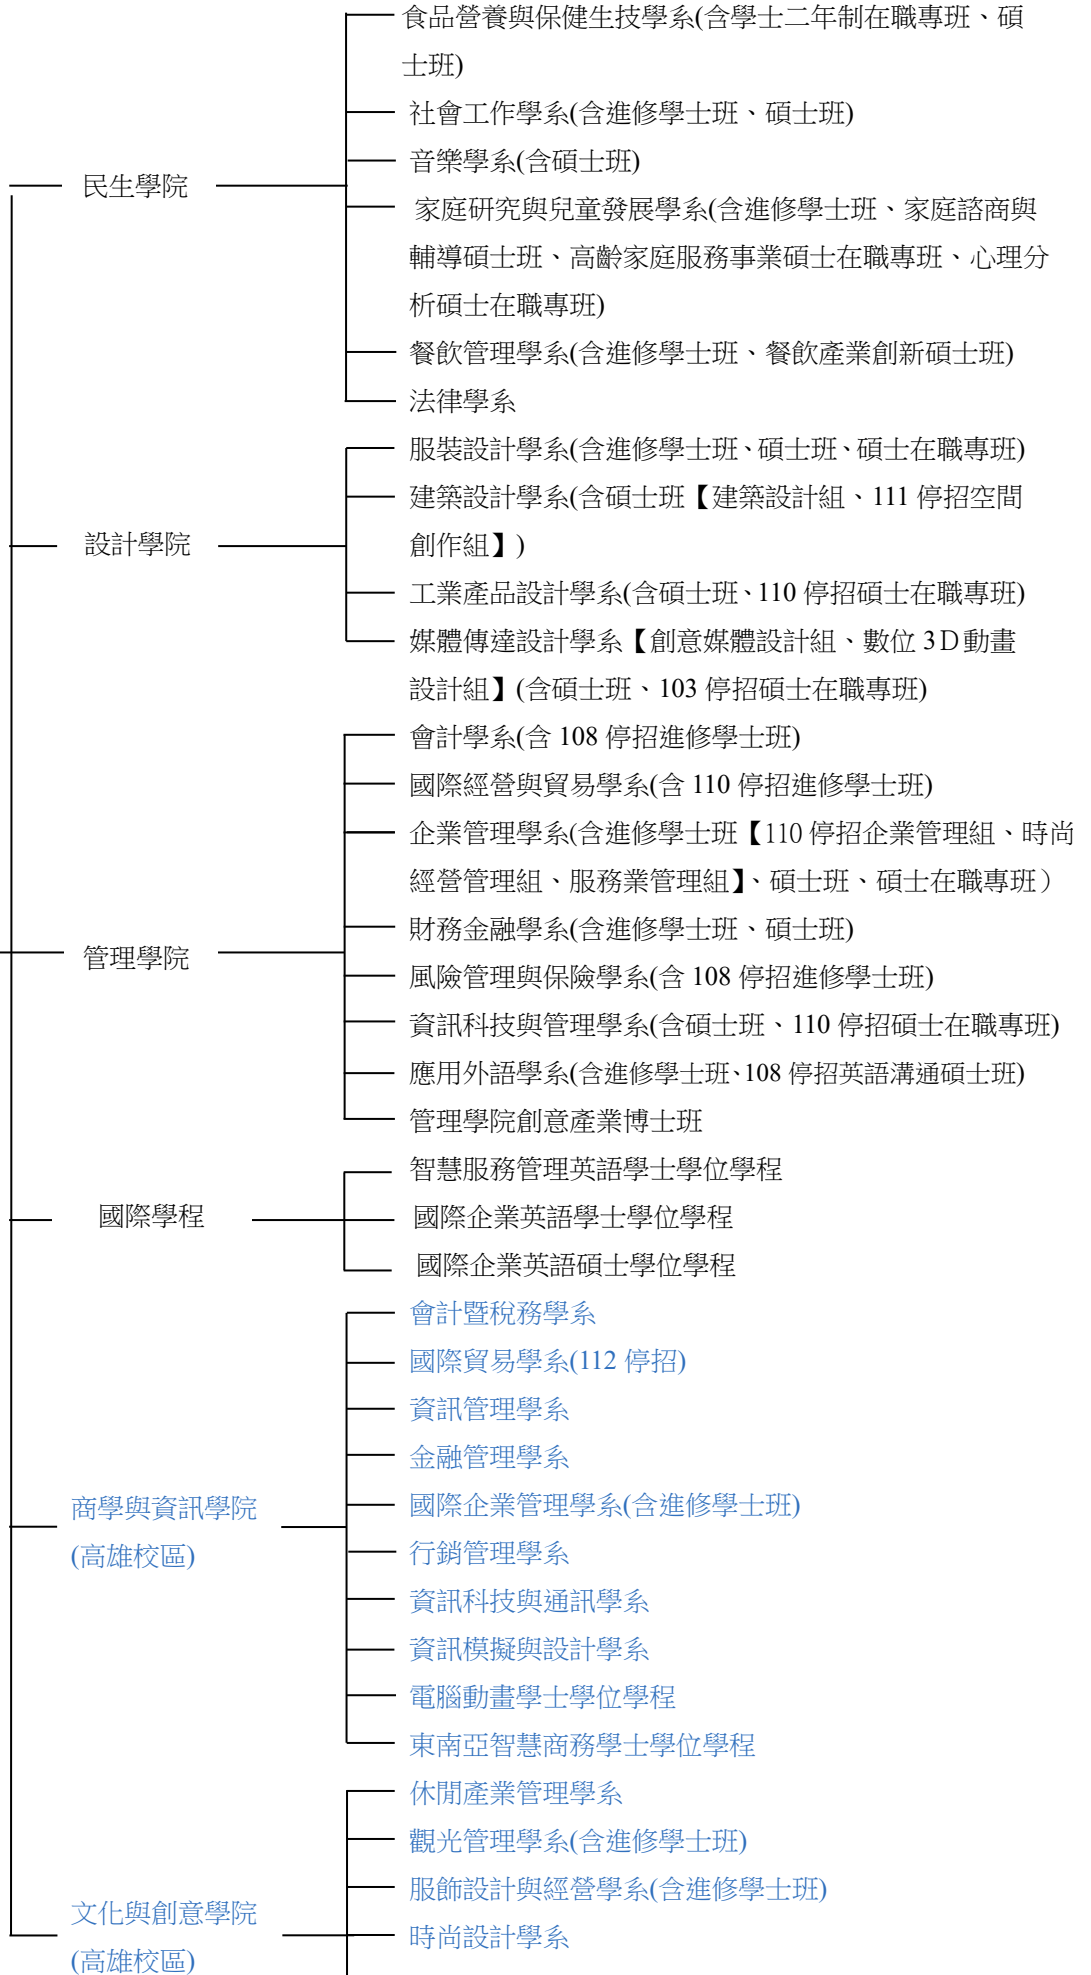 食品營養與保健生技學系(含學士二年制在職專班、碩
士班)
社會工作學系(含進修學士班、碩士班)
音樂學系(含碩士班)
民生學院
家庭研究與兒童發展學系(含進修學士班、家庭諮商與
輔導碩士班、高齡家庭服務事業碩士在職專班、心理分
析碩士在職專班)
餐飲管理學系(含進修學士班、餐飲產業創新碩士班)
法律學系
服裝設計學系(含進修學士班、碩士班、碩士在職專班)
建築設計學系(含碩士班【建築設計組、111 停招空間
創作組】)
設計學院
工業產品設計學系(含碩士班、110 停招碩士在職專班)
媒體傳達設計學系【創意媒體設計組、數位 3Ｄ動畫
設計組】(含碩士班、103 停招碩士在職專班)
會計學系(含 108 停招進修學士班)
國際經營與貿易學系(含 110 停招進修學士班)
企業管理學系(含進修學士班【110 停招企業管理組、時尚
經營管理組、服務業管理組】、碩士班、碩士在職專班）
財務金融學系(含進修學士班、碩士班)
管理學院
風險管理與保險學系(含 108 停招進修學士班)
資訊科技與管理學系(含碩士班、110 停招碩士在職專班)
應用外語學系(含進修學士班、108 停招英語溝通碩士班)
管理學院創意產業博士班
智慧服務管理英語學士學位學程
國際學程
國際企業英語學士學位學程
國際企業英語碩士學位學程
會計暨稅務學系
國際貿易學系(112 停招)
資訊管理學系
金融管理學系
國際企業管理學系(含進修學士班)
商學與資訊學院
(高雄校區)
行銷管理學系
資訊科技與通訊學系
資訊模擬與設計學系
電腦動畫學士學位學程
東南亞智慧商務學士學位學程
休閒產業管理學系
觀光管理學系(含進修學士班)
服飾設計與經營學系(含進修學士班)
文化與創意學院
(高雄校區)
時尚設計學系